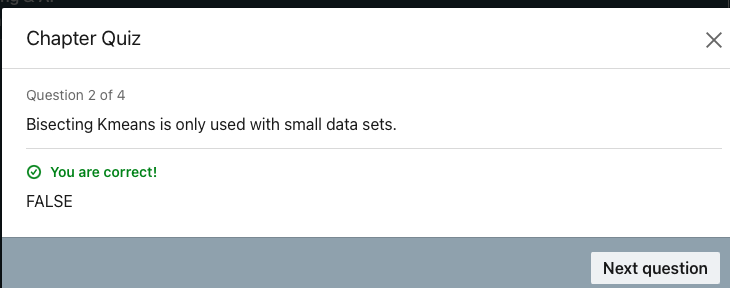 Chapter Quiz
Question 2 of 4
Bisecting Kmeans is only used with small data sets.
You are correct!
FALSE
Next question